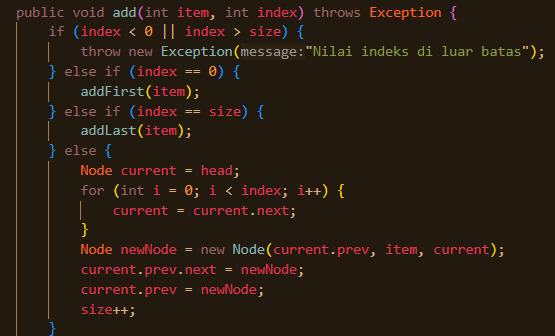 public void add(int item, int index) throws Exception {
    if (index < 0 || index > size) {
        throw new Exception(message:"Nilai indeks di luar batas");
    } else if (index == 0) {
        addFirst(item);
    } else if (index == size) {
        addLast(item);
    } else {
        Node current = head;
        for (int i = 0; i < index; i++) {
            current = current.next;
        }
        Node newNode = new Node(current.prev, item, current);
        current.prev.next = newNode;
        current.prev = newNode;
        size++;
    }